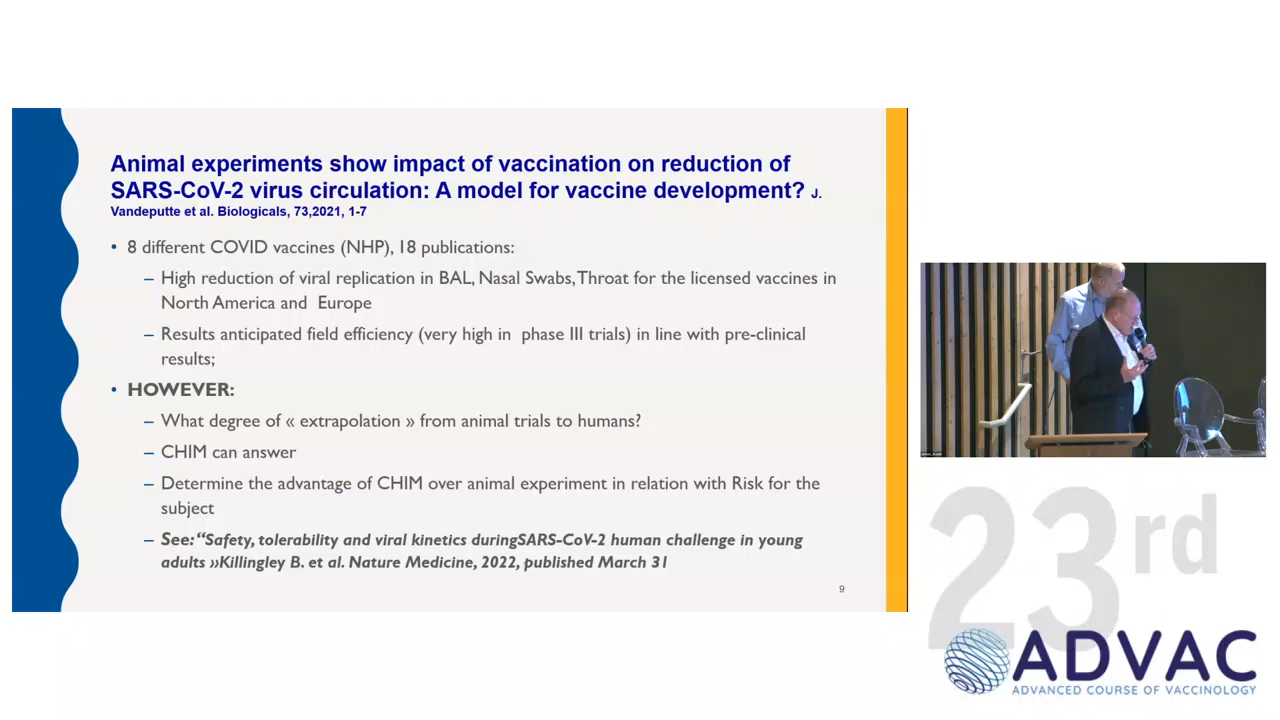 Animal experiments show impact of vaccination on reduction of
SARS-CoV-2 virus circulation: A model for vaccine development? J.
Vandeputte et al. Biologicals, 73,2021, 1-7
• 8 different COVID vaccines (NHP), 18 publications:
– High reduction of viral replication in BAL, Nasal Swabs,Throat for the licensed vaccines in
North America and Europe
– Results anticipated field efficiency (very high in phase III trials) in line with pre-clinical
results;
• HOWEVER:
– What degree of « extrapolation » from animal trials to humans?
– CHIM can answer
– Determine the advantage of CHIM over animal experiment in relation with Risk for the
subject
– See:“Safety, tolerability and viral kinetics duringSARS-CoV-2 human challenge in young
adults »Killingley B. et al. Nature Medicine, 2022, published March 31
9
23rd
ADVAC
ADVANCED COURSE OF VACCINOLOGY